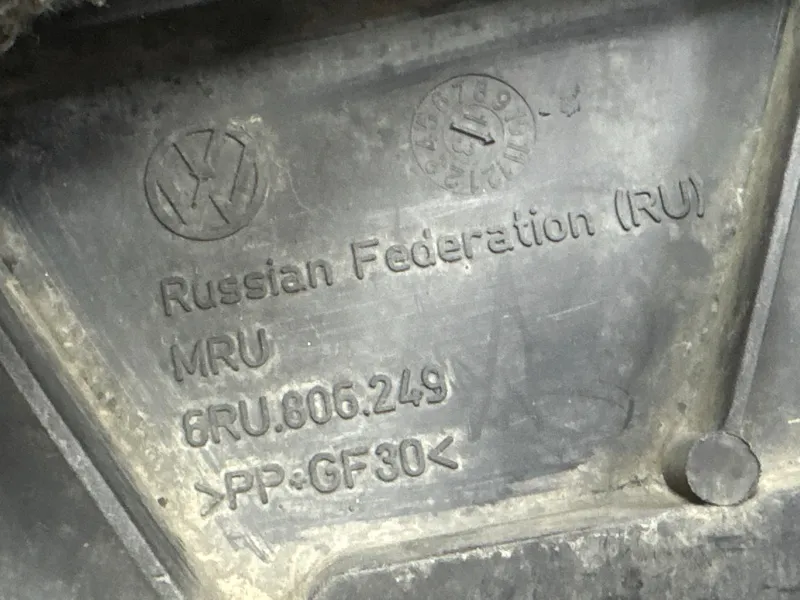 Russian Federation (RU)
MRU
6RU.806.249
>PP+GF30<